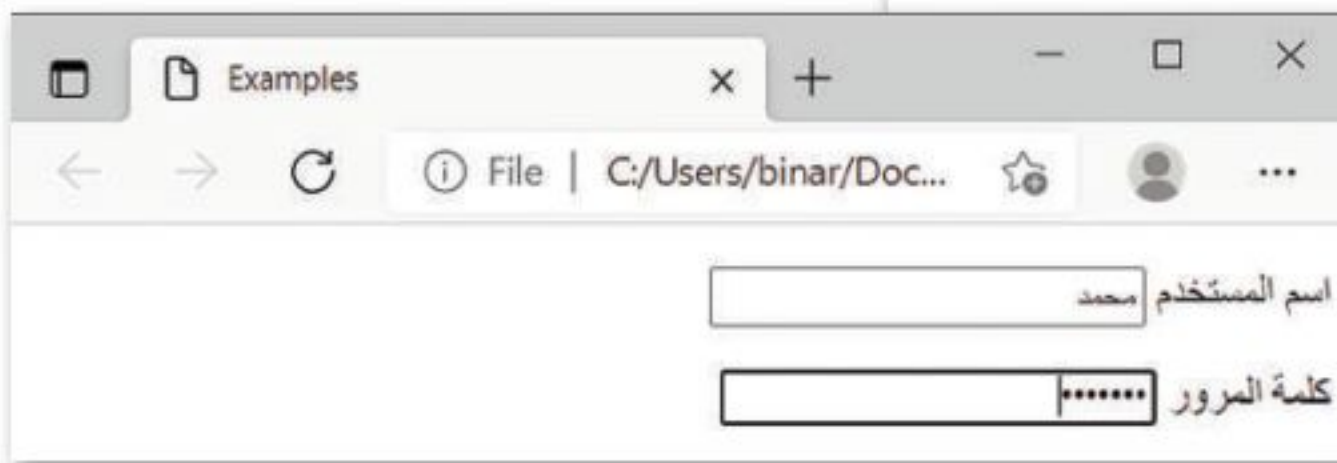 Examples
File | C:/Users/binar/Doc...
اسم المستخدم محمد
كلمة المرور •••••••